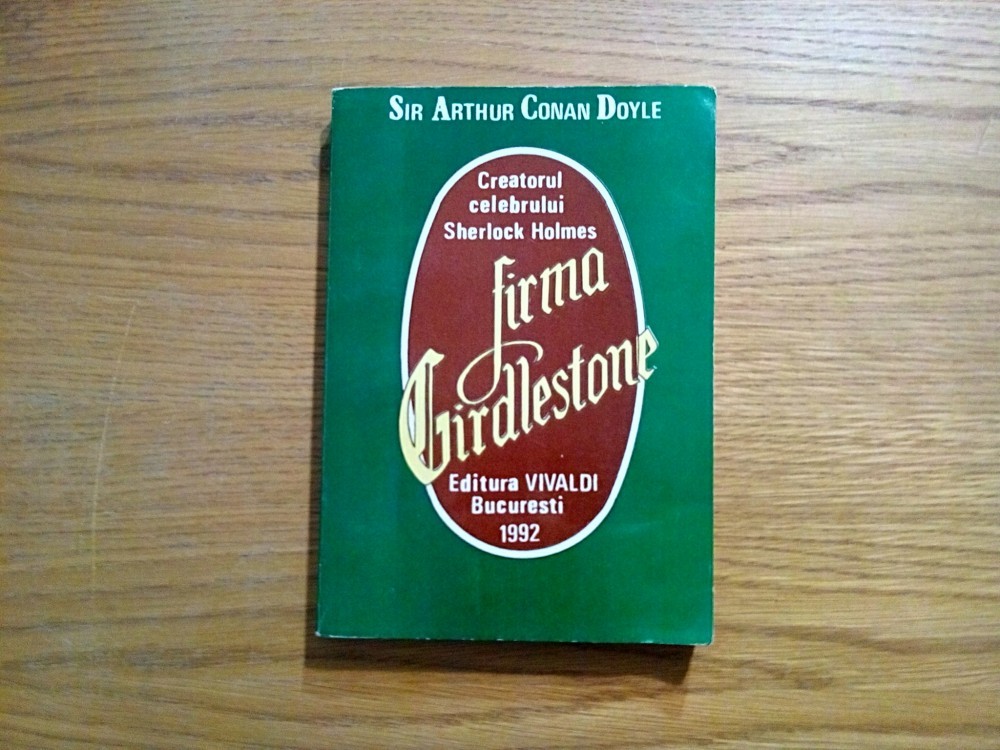 SIR ARTHUR CONAN DOYLE
Creatorul
celebrului
Sherlock Holmes
firma
Girdlestone
Editura VIVALDI
Bucuresti
1992